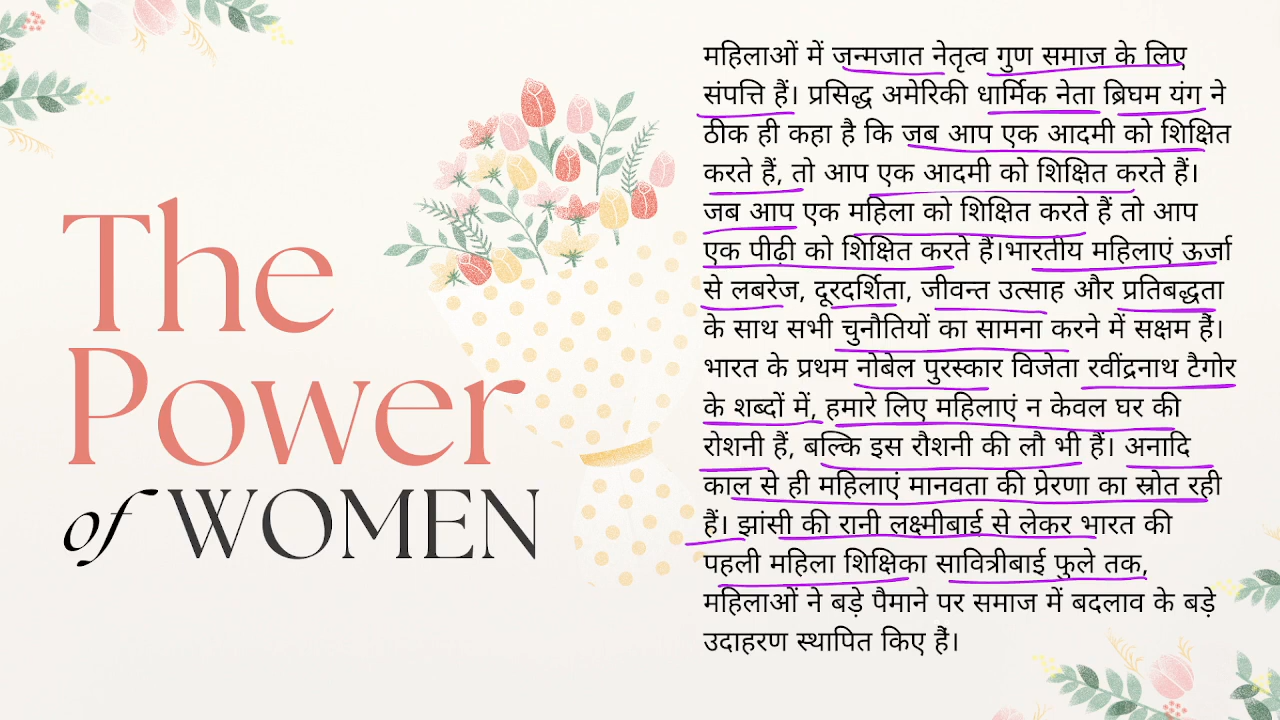 The
Power
of WOMEN
महिलाओं में जन्मजात नेतृत्व गुण समाज के लिए
संपत्ति हैं। प्रसिद्ध अमेरिकी धार्मिक नेता ब्रिघम यंग ने
ठीक ही कहा है कि जब आप एक आदमी को शिक्षित
करते हैं, तो आप एक आदमी को शिक्षित करते हैं।
जब आप एक महिला को शिक्षित करते हैं तो आप
एक पीढ़ी को शिक्षित करते हैं।भारतीय महिलाएं ऊर्जा
से लबरेज, दूरदर्शिता, जीवन्त उत्साह और प्रतिबद्धता
के साथ सभी चुनौतियों का सामना करने में सक्षम हैं।
भारत के प्रथम नोबेल पुरस्कार विजेता रवींद्रनाथ टैगोर
के शब्दों में, हमारे लिए महिलाएं न केवल घर की
रोशनी हैं, बल्कि इस रौशनी की लौ भी हैं। अनादि
काल से ही महिलाएं मानवता की प्रेरणा का स्रोत रही
हैं। झांसी की रानी लक्ष्मीबाई से लेकर भारत की
पहली महिला शिक्षिका सावित्रीबाई फुले तक,
महिलाओं ने बड़े पैमाने पर समाज में बदलाव के बड़े
उदाहरण स्थापित किए हैं।